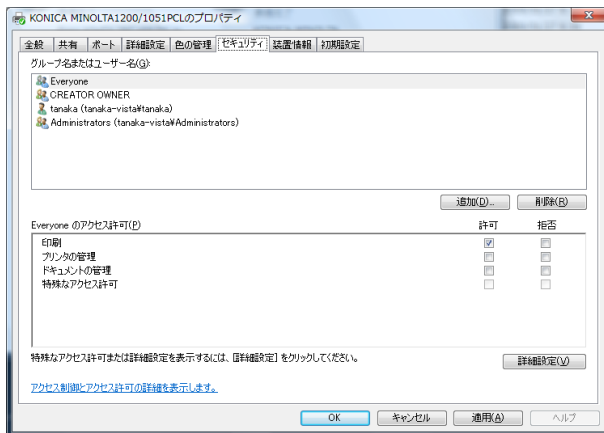 KONICA MINOLTA1200/1051PCLのプロパティ
全般 共有 ポート 詳細設定 色の管理 セキュリティ 装置情報 初期設定
グループ名またはユーザー名(G):
Everyone
CREATOR OWNER
tanaka (tanaka-vista¥tanaka)
Administrators (tanaka-vista¥Administrators)
追加(D)... 削除(R)
Everyone のアクセス許可(P) 許可 拒否
印刷
プリンタの管理
ドキュメントの管理
特殊なアクセス許可
特殊なアクセス許可または詳細設定を表示するには、[詳細設定] をクリックしてください。
詳細設定(V)
アクセス制御とアクセス許可の詳細を表示します。
OK キャンセル 適用(A) ヘルプ